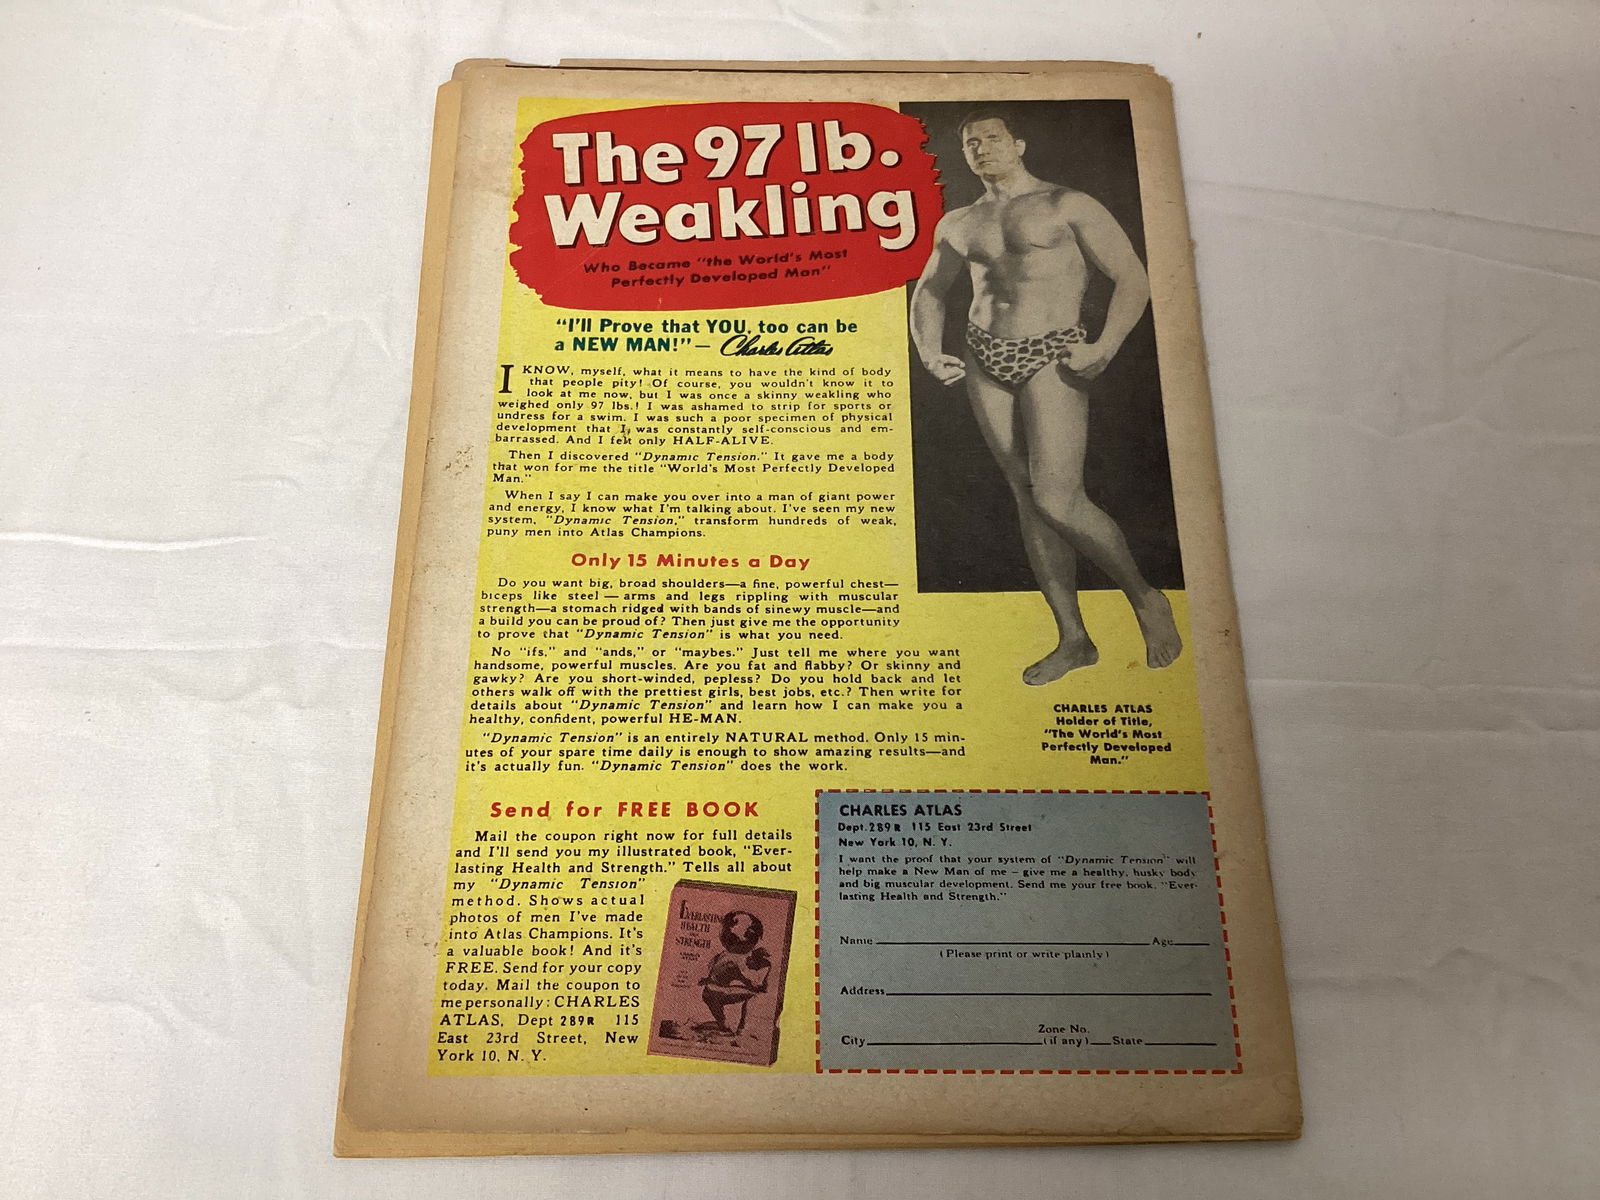 The 97 lb.
Weakling
Who Became "the World's Most
Perfectly Developed Man"
"I'll Prove that YOU, too can be
a NEW MAN!"— Charles Atlas
I KNOW, myself, what it means to have the kind of body
that people pity! Of course, you wouldn't know it to
look at me now, but I was once a skinny weakling who
weighed only 97 lbs.! I was ashamed to strip for sports or
undress for a swim. I was such a poor specimen of physical
development that I was constantly self-conscious and em-
barrassed. And I felt only HALF-ALIVE.
Then I discovered "Dynamic Tension." It gave me a body
that won for me the title "World's Most Perfectly Developed
Man."
When I say I can make you over into a man of giant power
and energy, I know what I'm talking about. I've seen my new
system, "Dynamic Tension," transform hundreds of weak,
puny men into Atlas Champions.
Only 15 Minutes a Day
Do you want big, broad shoulders—a fine, powerful chest—
biceps like steel — arms and legs rippling with muscular
strength—a stomach ridged with bands of sinewy muscle—and
a build you can be proud of? Then just give me the opportunity
to prove that "Dynamic Tension" is what you need.
No "ifs," and "ands," or "maybes." Just tell me where you want
handsome, powerful muscles. Are you fat and flabby? Or skinny and
gawky? Are you short-winded, pepless? Do you hold back and let
others walk off with the prettiest girls, best jobs, etc.? Then write for
details about "Dynamic Tension" and learn how I can make you a
healthy, confident, powerful HE-MAN.
"Dynamic Tension" is an entirely NATURAL method. Only 15 min-
utes of your spare time daily is enough to show amazing results—and
it's actually fun. "Dynamic Tension" does the work.
CHARLES ATLAS
Holder of Title,
"The World's Most
Perfectly Developed
Man."
Send for FREE BOOK
Mail the coupon right now for full details
and I'll send you my illustrated book, "Ever-
lasting Health and Strength." Tells all about
my "Dynamic Tension"
method. Shows actual
photos of men I've made
into Atlas Champions. It's
a valuable book! And it's
FREE. Send for your copy
today. Mail the coupon to
me personally: CHARLES
ATLAS, Dept 289R 115
East 23rd Street, New
York 10, N. Y.
EVERLASTING
HEALTH
AND
STRENGTH
CHARLES ATLAS
Dept. 289R 115 East 23rd Street
New York 10, N. Y.
I want the proof that your system of "Dynamic Tension" will
help make a New Man of me – give me a healthy, husky body
and big muscular development. Send me your free book, "Ever-
lasting Health and Strength."
Name Age
(Please print or write plainly)
Address
Zone No.
City (if any) State